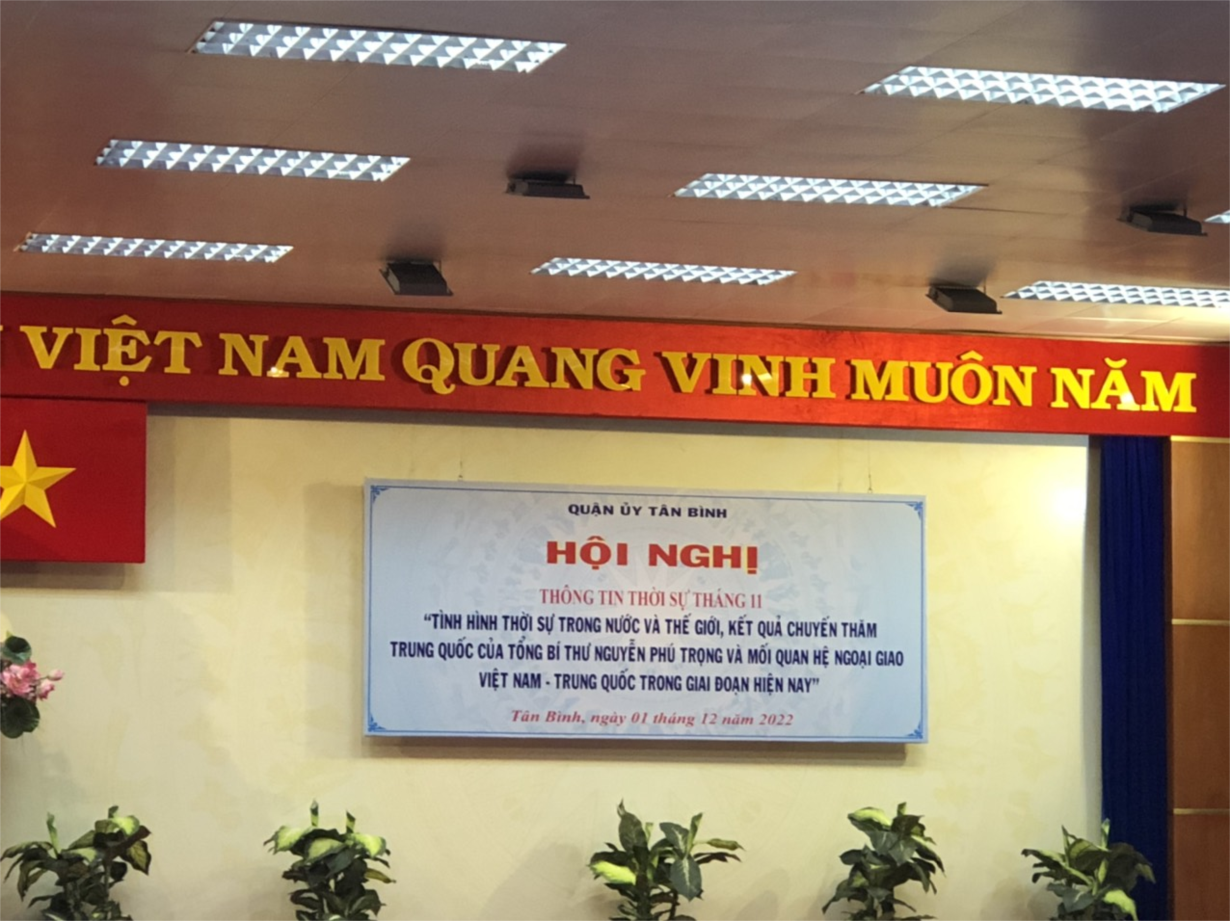 VIỆT NAM QUANG VINH MUÔN NĂM
QUẬN ỦY TÂN BÌNH
HỘI NGHỊ
THÔNG TIN THỜI SỰ THÁNG 11
“TÌNH HÌNH THỜI SỰ TRONG NƯỚC VÀ THẾ GIỚI, KẾT QUẢ CHUYẾN THĂM
TRUNG QUỐC CỦA TỔNG BÍ THƯ NGUYỄN PHÚ TRỌNG VÀ MỐI QUAN HỆ NGOẠI GIAO
VIỆT NAM - TRUNG QUỐC TRONG GIAI ĐOẠN HIỆN NAY”
Tân Bình, ngày 01 tháng 12 năm 2022